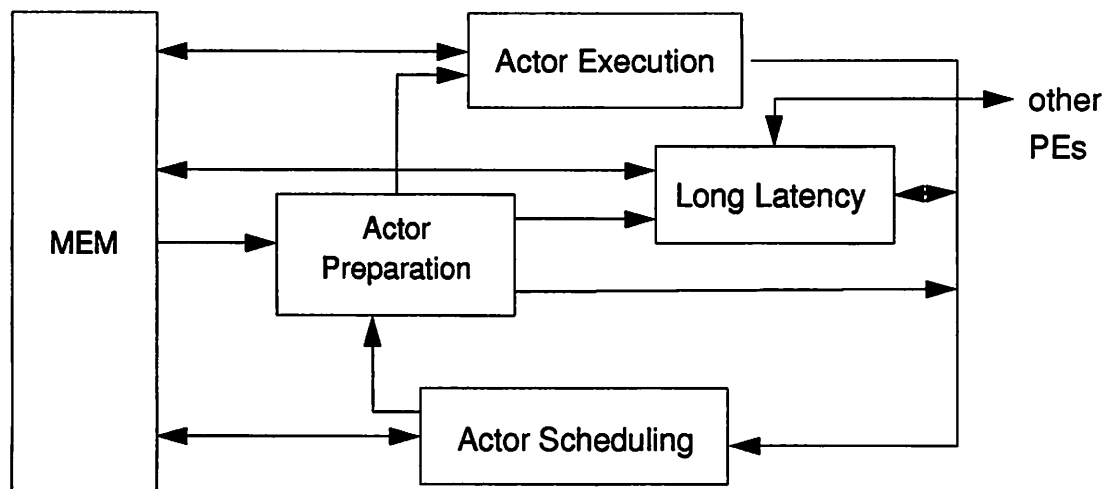 Actor Execution
other
PEs
Long Latency
MEM
Actor
Preparation
Actor Scheduling